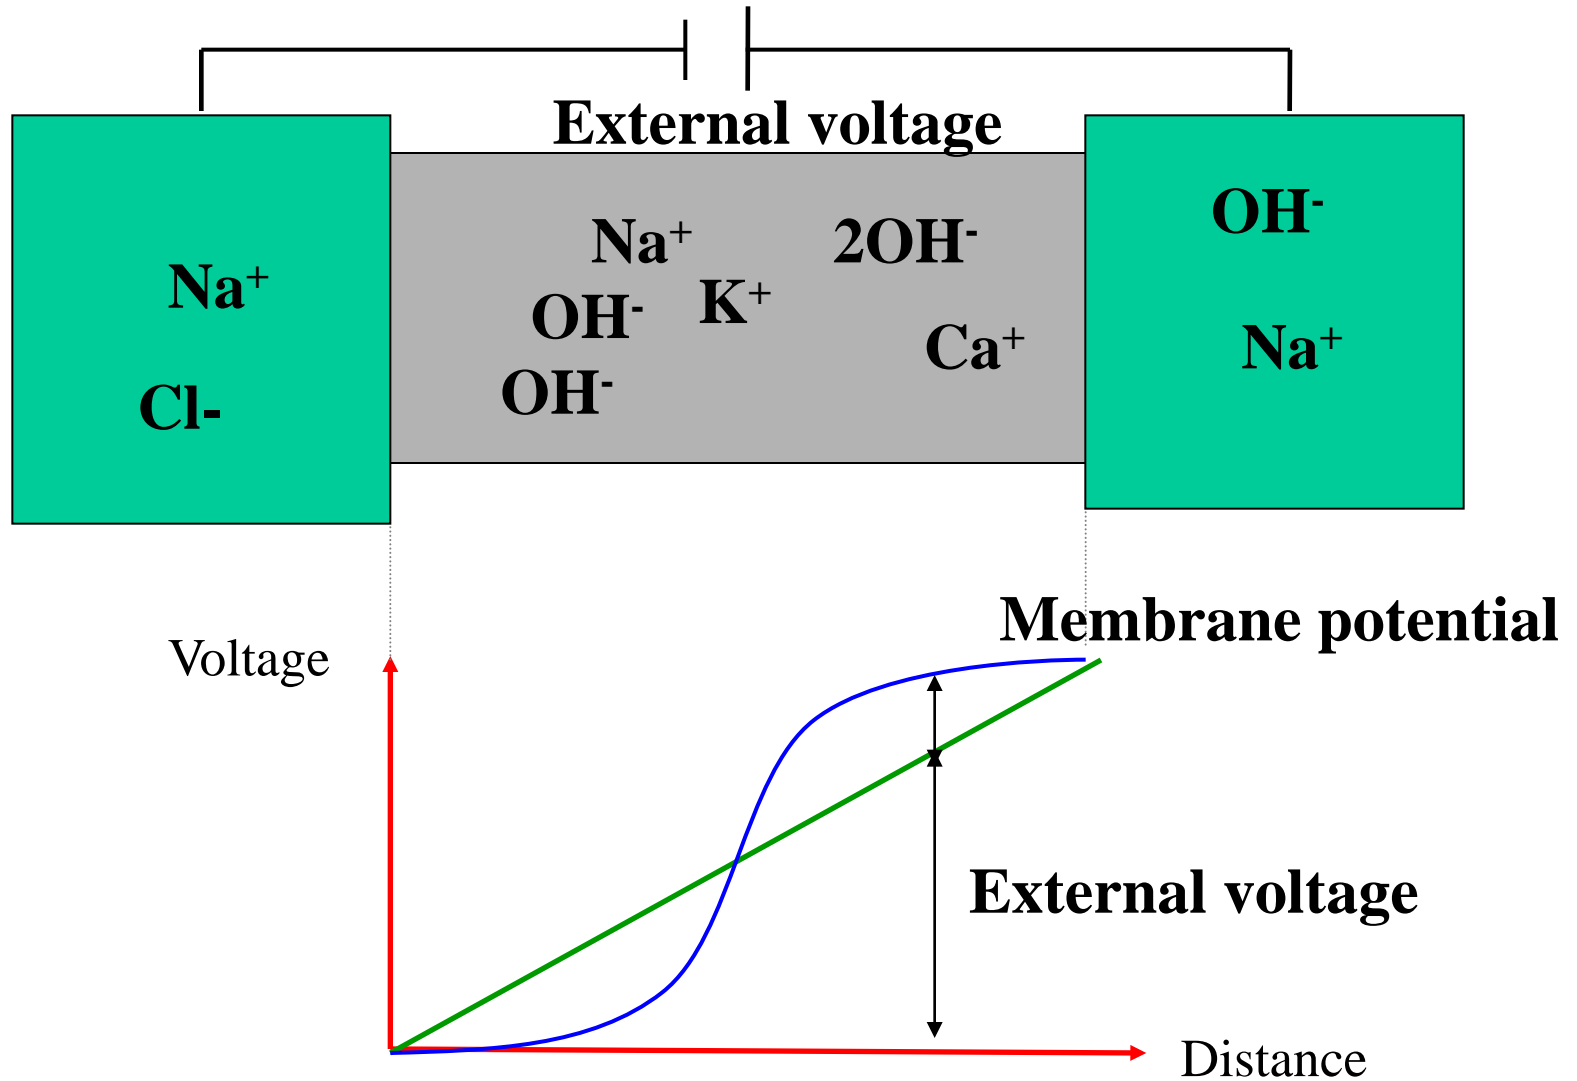 External voltage
Na⁺
Cl-
Na⁺
2OH⁻
OH⁻
K⁺
OH⁻
Ca⁺
OH⁻
Na⁺
Membrane potential
Voltage
External voltage
Distance